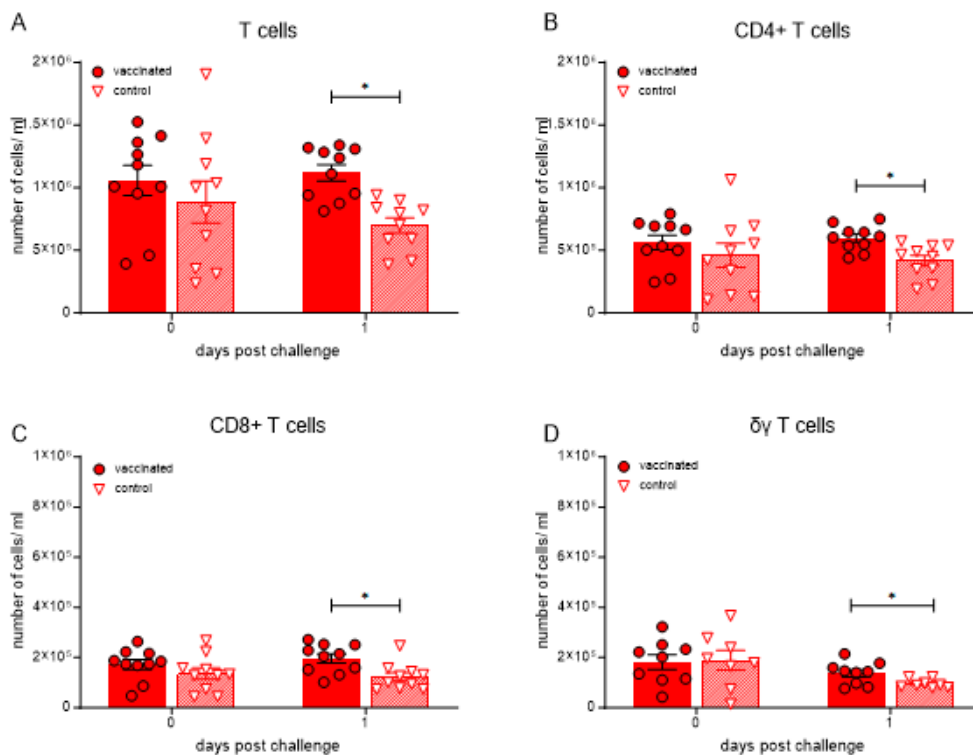 A
T cells
number of cells/ ml
2×10⁶
1.5×10⁶
1×10⁶
5×10⁵
0
vaccinated
control
*
0 1
days post challenge
B
CD4+ T cells
number of cells/ ml
2×10⁶
1.5×10⁶
1×10⁶
5×10⁵
0
vaccinated
control
*
0 1
days post challenge
C
CD8+ T cells
number of cells/ ml
1×10⁶
8×10⁵
6×10⁵
4×10⁵
2×10⁵
0
vaccinated
control
*
0 1
days post challenge
D
δγ T cells
number of cells/ ml
1×10⁶
8×10⁵
6×10⁵
4×10⁵
2×10⁵
0
vaccinated
control
*
0 1
days post challenge